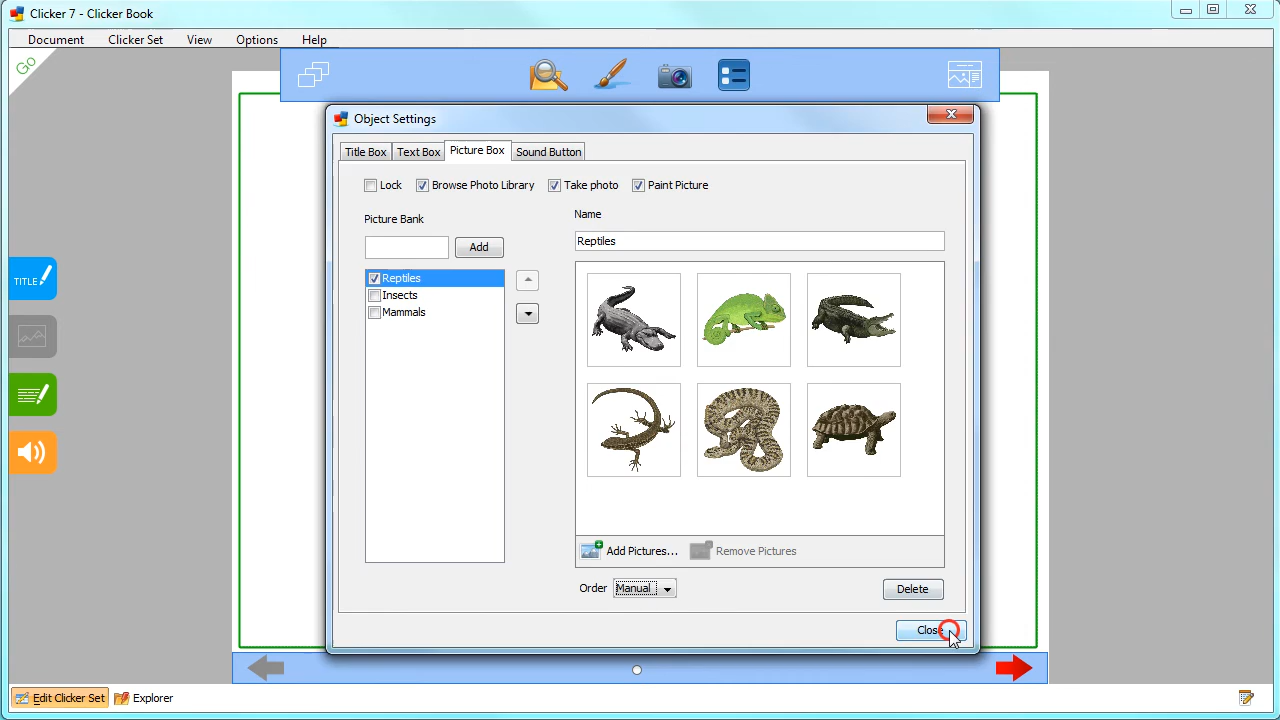 Clicker 7 - Clicker Book
Document Clicker Set View Options Help
Go
Object Settings
Title Box Text Box Picture Box Sound Button
Lock Browse Photo Library Take photo Paint Picture
Picture Bank
Name
Add
Reptiles
Reptiles
Insects
Mammals
TITLE
Add Pictures... Remove Pictures
Order Manual Delete
Close
Edit Clicker Set Explorer